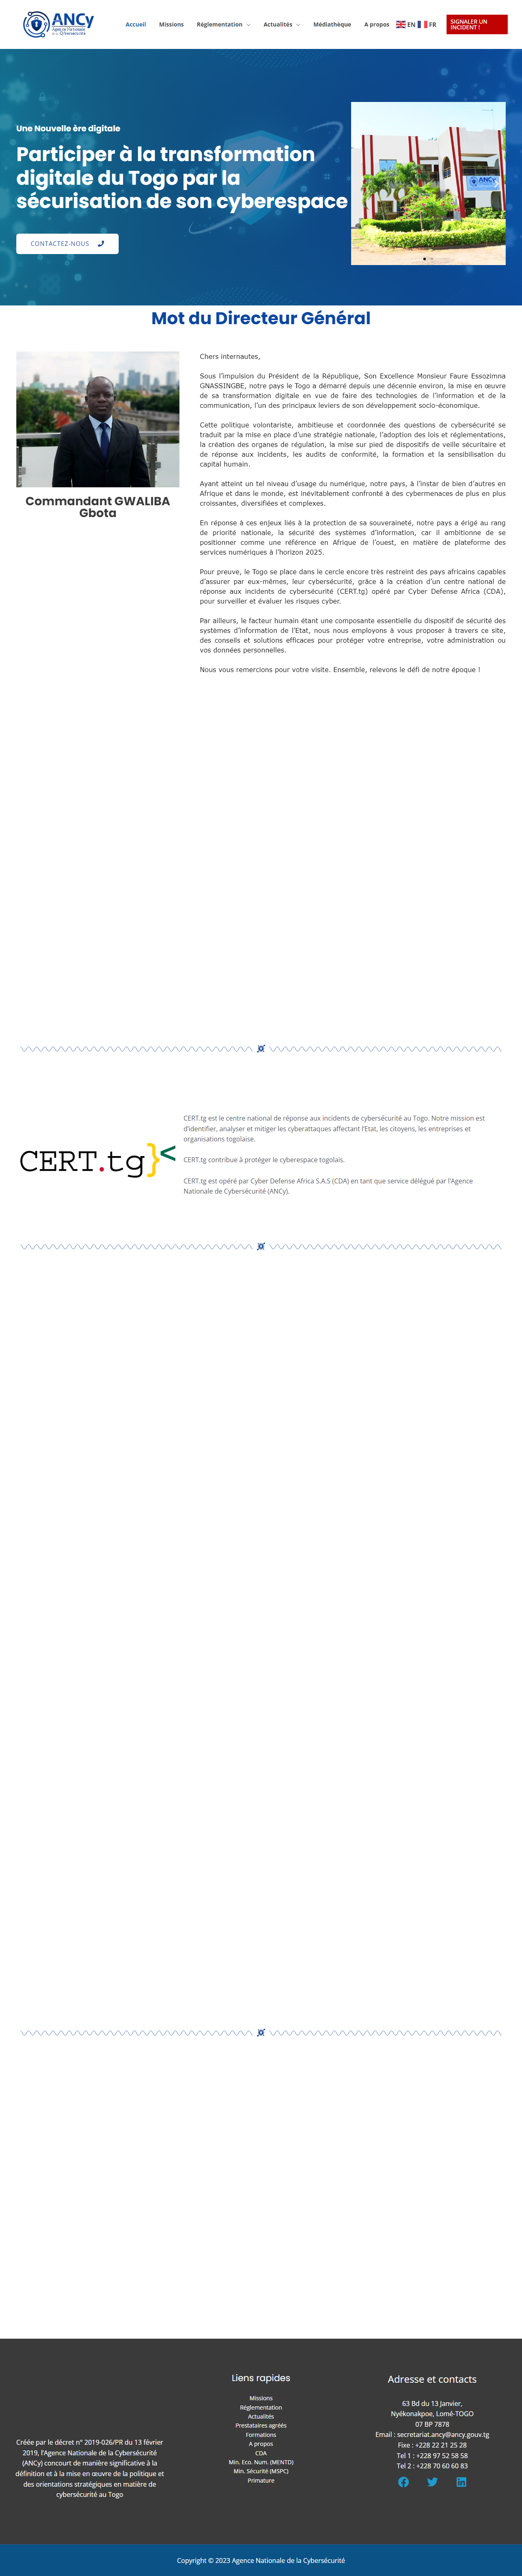 ANCy
Agence Nationale
de la Cybersécurité
Accueil
Missions
Réglementation
Actualités
Médiathèque
A propos
EN
FR
SIGNALER UN
INCIDENT !
Une Nouvelle ère digitale
Participer à la transformation
digitale du Togo par la
sécurisation de son cyberespace
CONTACTEZ-NOUS
ANCy
Mot du Directeur Général
Commandant GWALIBA
Gbota
Chers internautes,
Sous l’impulsion du Président de la République, Son Excellence Monsieur Faure Essozimna
GNASSINGBE, notre pays le Togo a démarré depuis une décennie environ, la mise en œuvre
de sa transformation digitale en vue de faire des technologies de l’information et de la
communication, l’un des principaux leviers de son développement socio-économique.
Cette politique volontariste, ambitieuse et coordonnée des questions de cybersécurité se
traduit par la mise en place d’une stratégie nationale, l’adoption des lois et réglementations,
la création des organes de régulation, la mise sur pied de dispositifs de veille sécuritaire et
de réponse aux incidents, les audits de conformité, la formation et la sensibilisation du
capital humain.
Ayant atteint un tel niveau d’usage du numérique, notre pays, à l’instar de bien d’autres en
Afrique et dans le monde, est inévitablement confronté à des cybermenaces de plus en plus
croissantes, diversifiées et complexes.
En réponse à ces enjeux liés à la protection de sa souveraineté, notre pays a érigé au rang
de priorité nationale, la sécurité des systèmes d’information, car il ambitionne de se
positionner comme une référence en Afrique de l’ouest, en matière de plateforme des
services numériques à l’horizon 2025.
Pour preuve, le Togo se place dans le cercle encore très restreint des pays africains capables
d’assurer par eux-mêmes, leur cybersécurité, grâce à la création d’un centre national de
réponse aux incidents de cybersécurité (CERT.tg) opéré par Cyber Defense Africa (CDA),
pour surveiller et évaluer les risques cyber.
Par ailleurs, le facteur humain étant une composante essentielle du dispositif de sécurité des
systèmes d’information de l’Etat, nous nous employons à vous proposer à travers ce site,
des conseils et solutions efficaces pour protéger votre entreprise, votre administration ou
vos données personnelles.
Nous vous remercions pour votre visite. Ensemble, relevons le défi de notre époque !
CERT.tg}<
CERT.tg est le centre national de réponse aux incidents de cybersécurité au Togo. Notre mission est
d’identifier, analyser et mitiger les cyberattaques affectant l’Etat, les citoyens, les entreprises et
organisations togolaise.
CERT.tg contribue à protéger le cyberespace togolais.
CERT.tg est opéré par Cyber Defense Africa S.A.S (CDA) en tant que service délégué par l’Agence
Nationale de Cybersécurité (ANCy).
Créée par le décret n° 2019-026/PR du 13 février
2019, l’Agence Nationale de la Cybersécurité
(ANCy) concourt de manière significative à la
définition et à la mise en œuvre de la politique et
des orientations stratégiques en matière de
cybersécurité au Togo
Liens rapides
Missions
Réglementation
Actualités
Prestataires agréés
Formations
A propos
CDA
Min. Eco. Num. (MENTD)
Min. Sécurité (MSPC)
Primature
Adresse et contacts
63 Bd du 13 Janvier,
Nyékonakpoe, Lomé-TOGO
07 BP 7878
Email : secretariat.ancy@ancy.gouv.tg
Fixe : +228 22 21 25 28
Tel 1 : +228 97 52 58 58
Tel 2 : +228 70 60 60 83
Copyright © 2023 Agence Nationale de la Cybersécurité